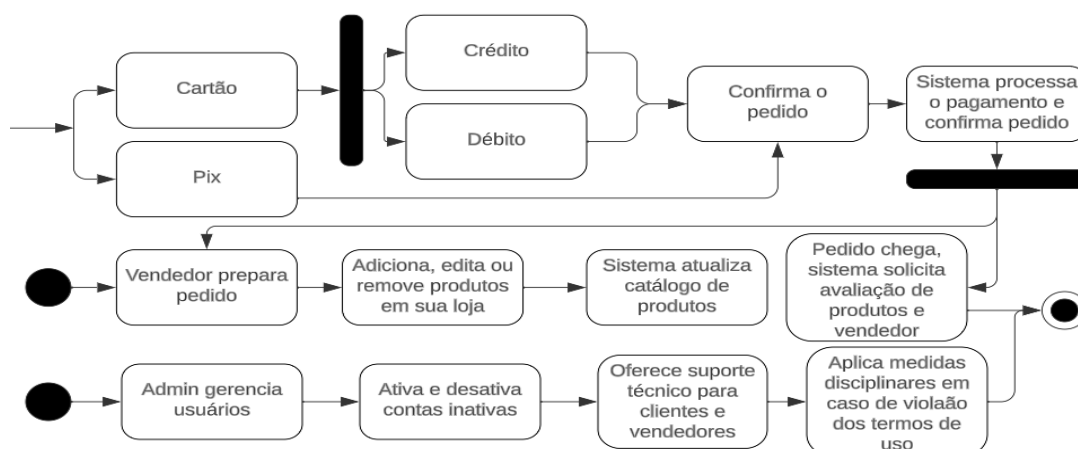 Cartão
Pix
Crédito
Débito
Confirma o
pedido
Sistema processa
o pagamento e
confirma pedido
Vendedor prepara
pedido
Adiciona, edita ou
remove produtos
em sua loja
Sistema atualiza
catálogo de
produtos
Pedido chega,
sistema solicita
avaliação de
produtos e
vendedor
Admin gerencia
usuários
Ativa e desativa
contas inativas
Oferece suporte
técnico para
clientes e
vendedores
Aplica medidas
disciplinares em
caso de violaão
dos termos de
uso